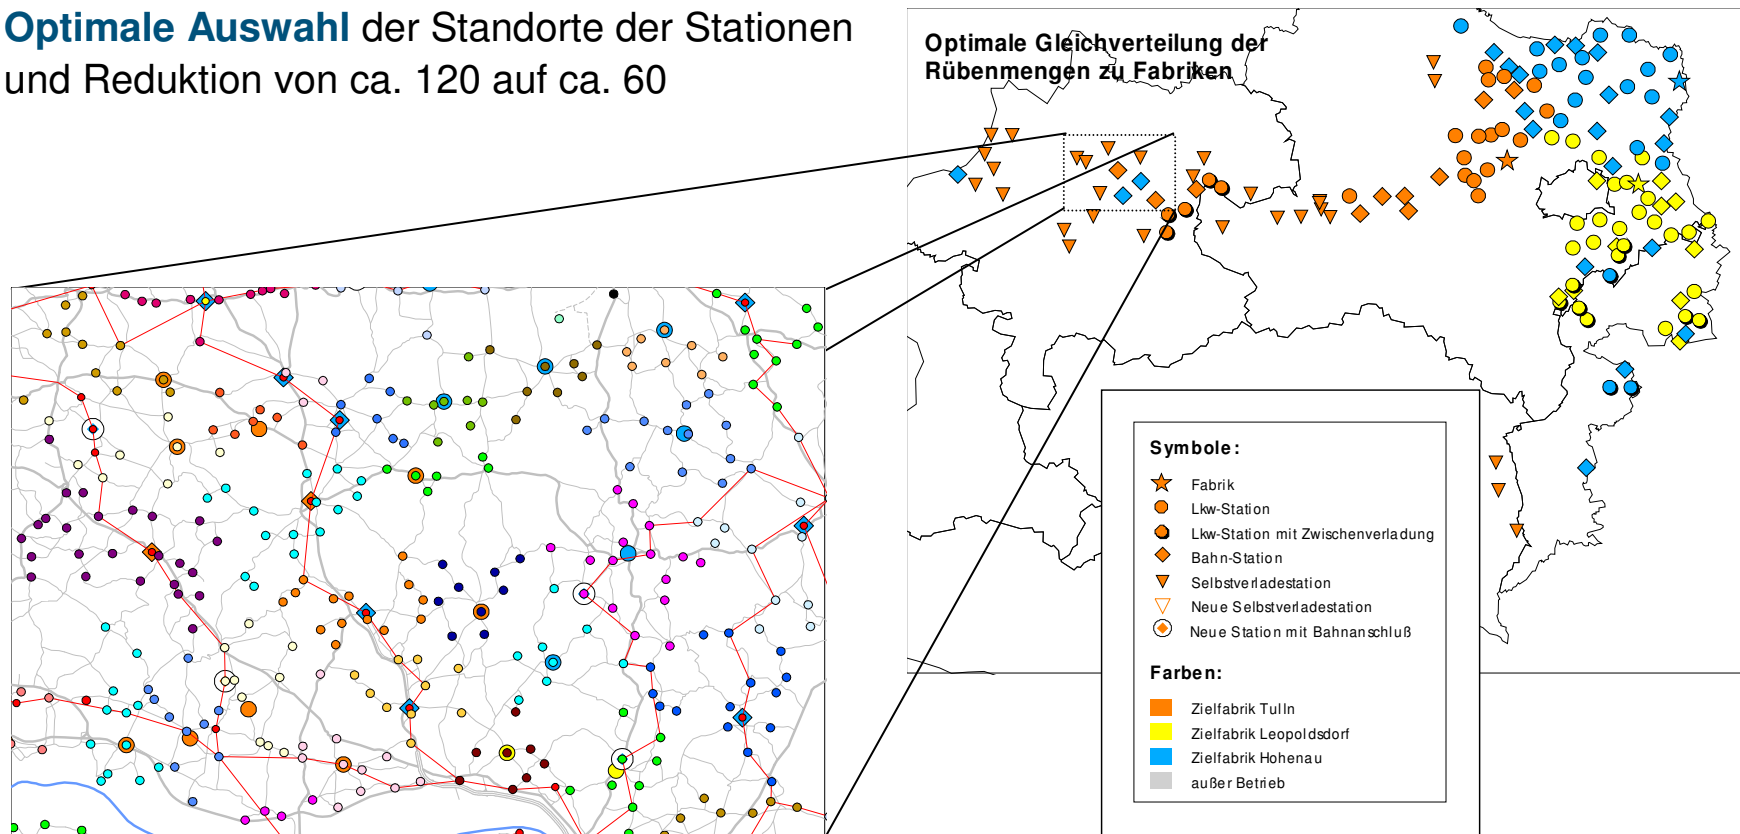 Optimale Auswahl der Standorte der Stationen
und Reduktion von ca. 120 auf ca. 60
Optimale Gleichverteilung der
Rübenmengen zu Fabriken
Symbole:
Fabrik
Lkw-Station
Lkw-Station mit Zwischenverladung
Bahn-Station
Selbstverladestation
Neue Selbstverladestation
Neue Station mit Bahnanschluß
Farben:
Zielfabrik Tulln
Zielfabrik Leopoldsdorf
Zielfabrik Hohenau
außer Betrieb